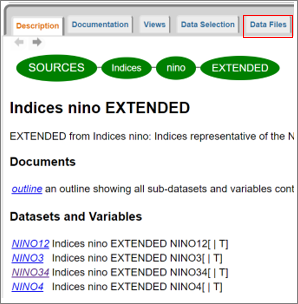 Description Documentation Views Data Selection Data Files
SOURCES Indices nino EXTENDED
Indices nino EXTENDED
EXTENDED from Indices nino: Indices representative of the N
Documents
outline an outline showing all sub-datasets and variables cont
Datasets and Variables
NINO12 Indices nino EXTENDED NINO12[ | T]
NINO3 Indices nino EXTENDED NINO3[ | T]
NINO34 Indices nino EXTENDED NINO34[ | T]
NINO4 Indices nino EXTENDED NINO4[ | T]